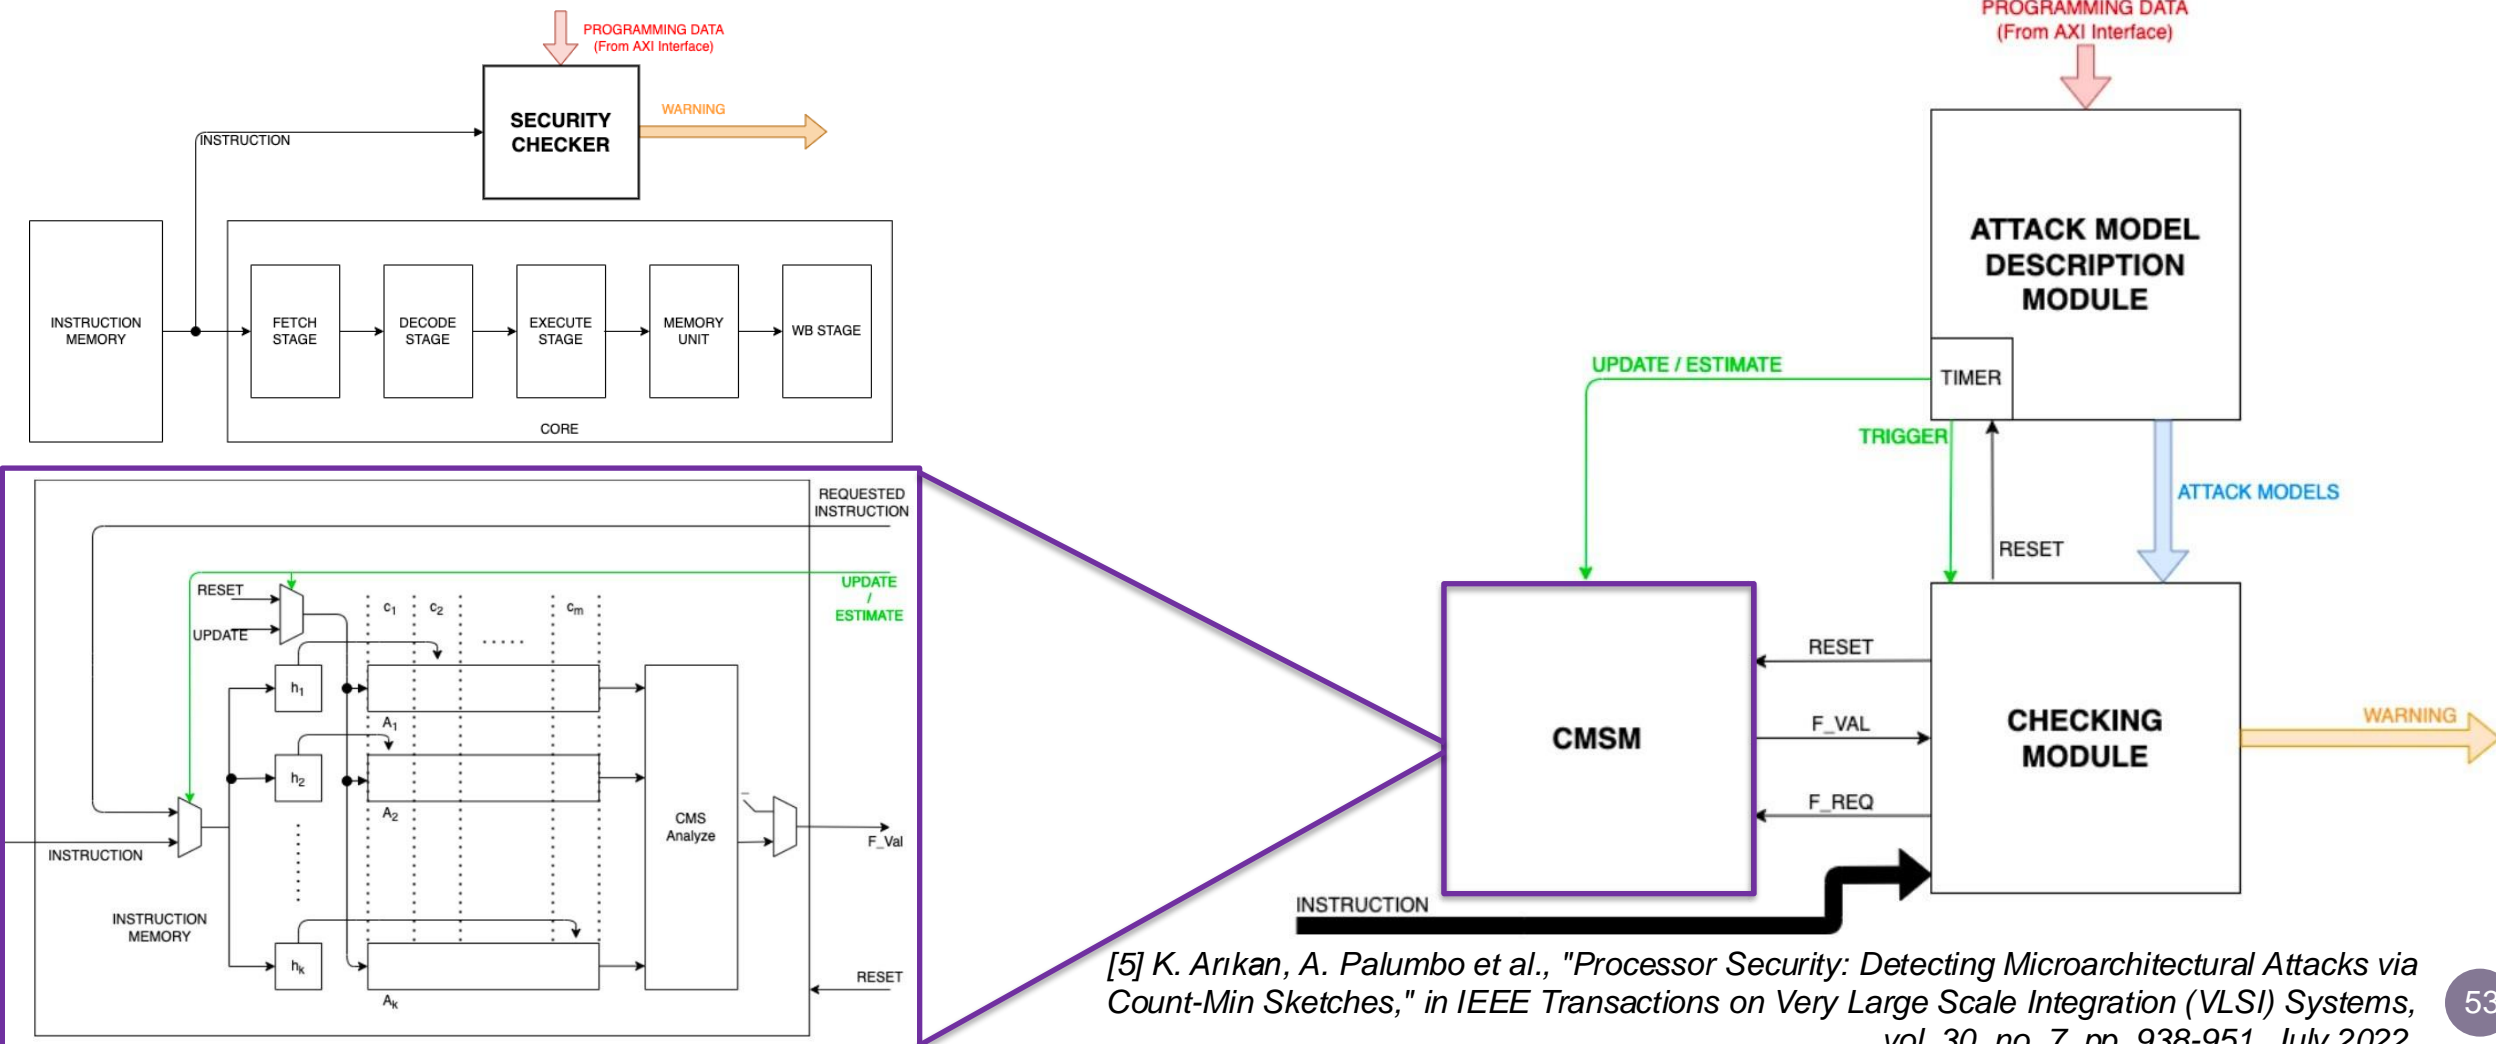 PROGRAMMING DATA
(From AXI Interface)
SECURITY
CHECKER
WARNING
INSTRUCTION
INSTRUCTION
MEMORY
FETCH
STAGE
DECODE
STAGE
EXECUTE
STAGE
MEMORY
UNIT
WB STAGE
CORE
REQUESTED
INSTRUCTION
UPDATE
/
ESTIMATE
RESET
UPDATE
c1 c2 ..... cm
h1
A1
h2
A2
CMS
Analyze
F_Val
INSTRUCTION
INSTRUCTION
MEMORY
hk
Ak
RESET
PROGRAMMING DATA
(From AXI Interface)
ATTACK MODEL
DESCRIPTION
MODULE
TIMER
UPDATE / ESTIMATE
TRIGGER
ATTACK MODELS
RESET
CMSM
RESET
F_VAL
F_REQ
CHECKING
MODULE
WARNING
INSTRUCTION
[5] K. Arıkan, A. Palumbo et al., "Processor Security: Detecting Microarchitectural Attacks via
Count-Min Sketches," in IEEE Transactions on Very Large Scale Integration (VLSI) Systems,
vol. 30, no. 7, pp. 938-951, July 2022.
53